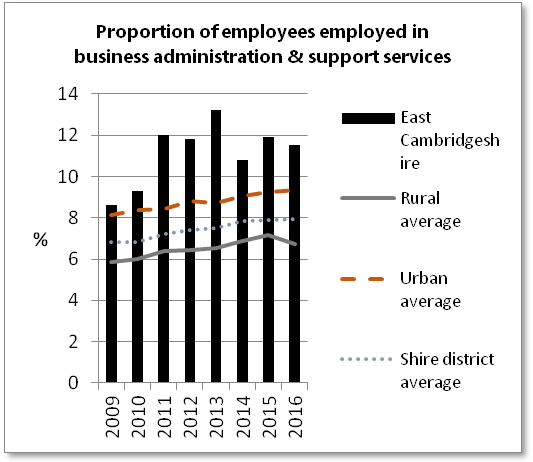 Proportion of employees employed in
business administration & support services
14
12
10
8
6
4
2
0
%
2009
2010
2011
2012
2013
2014
2015
2016
East
Cambridgesh
ire
Rural
average
Urban
average
Shire district
average